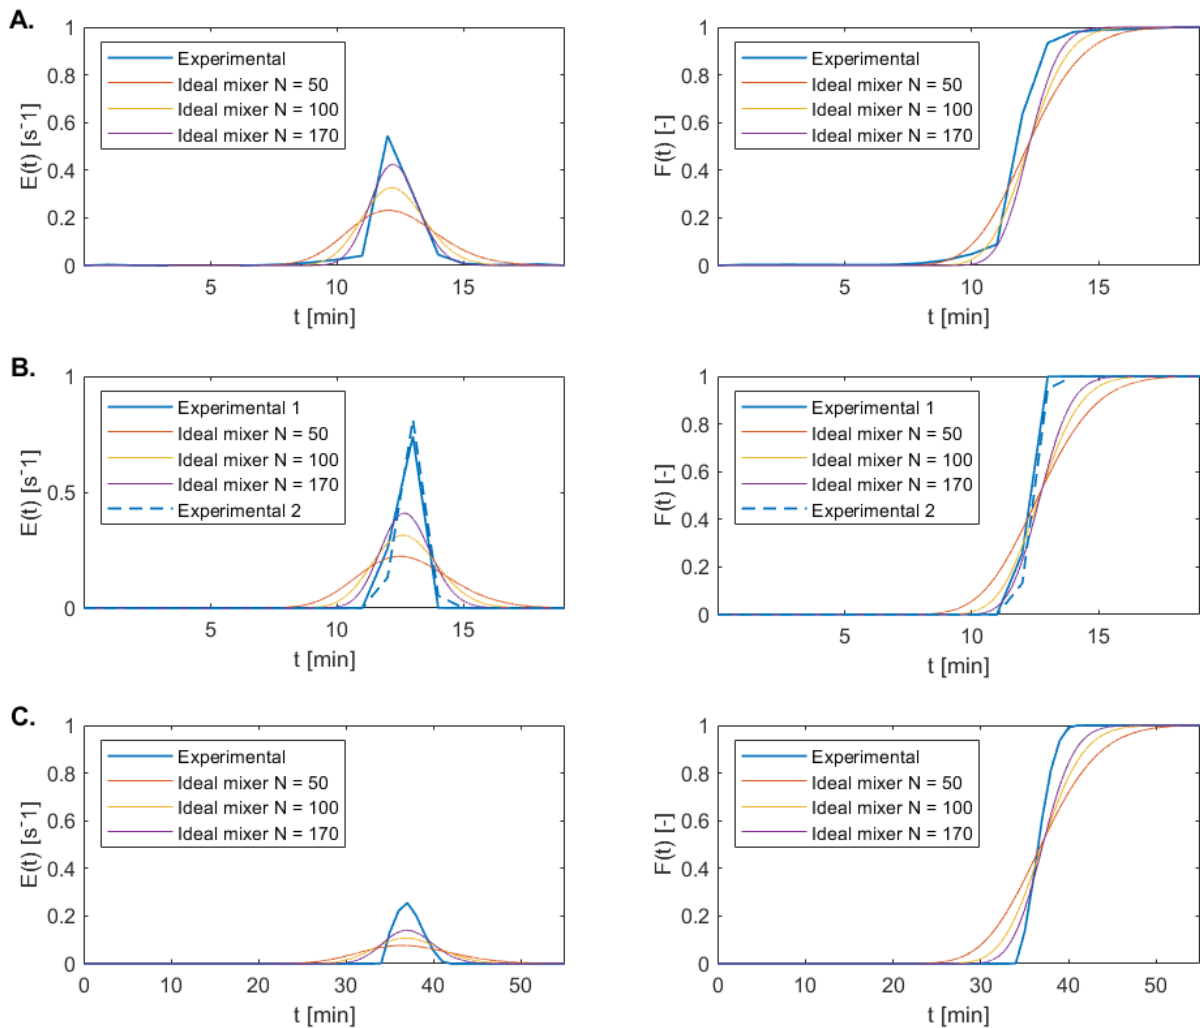 A.
1
0.8
0.6
0.4
0.2
0
E(t) [s⁻1]
Experimental
Ideal mixer N = 50
Ideal mixer N = 100
Ideal mixer N = 170
5
10
15
t [min]
1
0.8
0.6
0.4
0.2
0
F(t) [-]
Experimental
Ideal mixer N = 50
Ideal mixer N = 100
Ideal mixer N = 170
5
10
15
t [min]
B.
1
0.5
0
E(t) [s⁻1]
Experimental 1
Ideal mixer N = 50
Ideal mixer N = 100
Ideal mixer N = 170
Experimental 2
5
10
15
t [min]
1
0.8
0.6
0.4
0.2
0
F(t) [-]
Experimental 1
Ideal mixer N = 50
Ideal mixer N = 100
Ideal mixer N = 170
Experimental 2
5
10
15
t [min]
C.
1
0.8
0.6
0.4
0.2
0
E(t) [s⁻1]
Experimental
Ideal mixer N = 50
Ideal mixer N = 100
Ideal mixer N = 170
0
10
20
30
40
50
t [min]
1
0.8
0.6
0.4
0.2
0
F(t) [-]
Experimental
Ideal mixer N = 50
Ideal mixer N = 100
Ideal mixer N = 170
0
10
20
30
40
50
t [min]